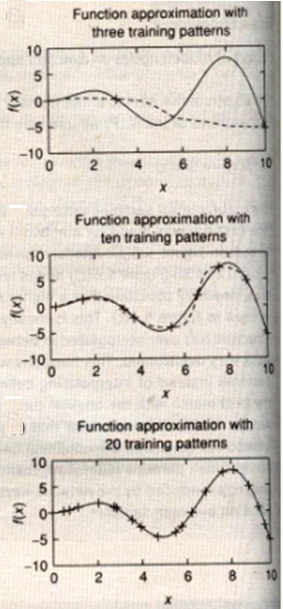 Function approximation with
three training patterns
10
5
0
-5
-10
f(x)
0 2 4 6 8 10
x
Function approximation with
ten training patterns
10
5
0
-5
-10
f(x)
0 2 4 6 8 10
x
Function approximation with
20 training patterns
10
5
0
-5
-10
f(x)
0 2 4 6 8 10
x